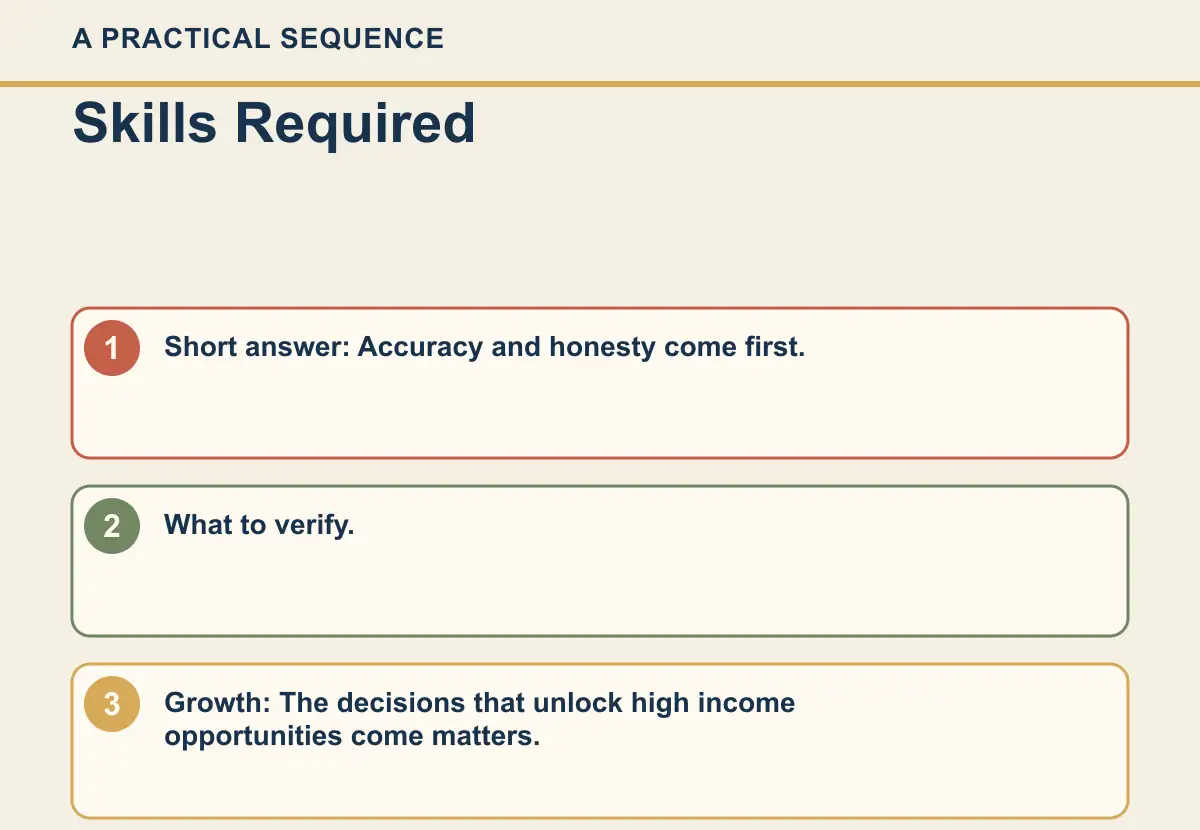 A PRACTICAL SEQUENCE
Skills Required
1
Short answer: Accuracy and honesty come first.
2
What to verify.
3
Growth: The decisions that unlock high income
opportunities come matters.